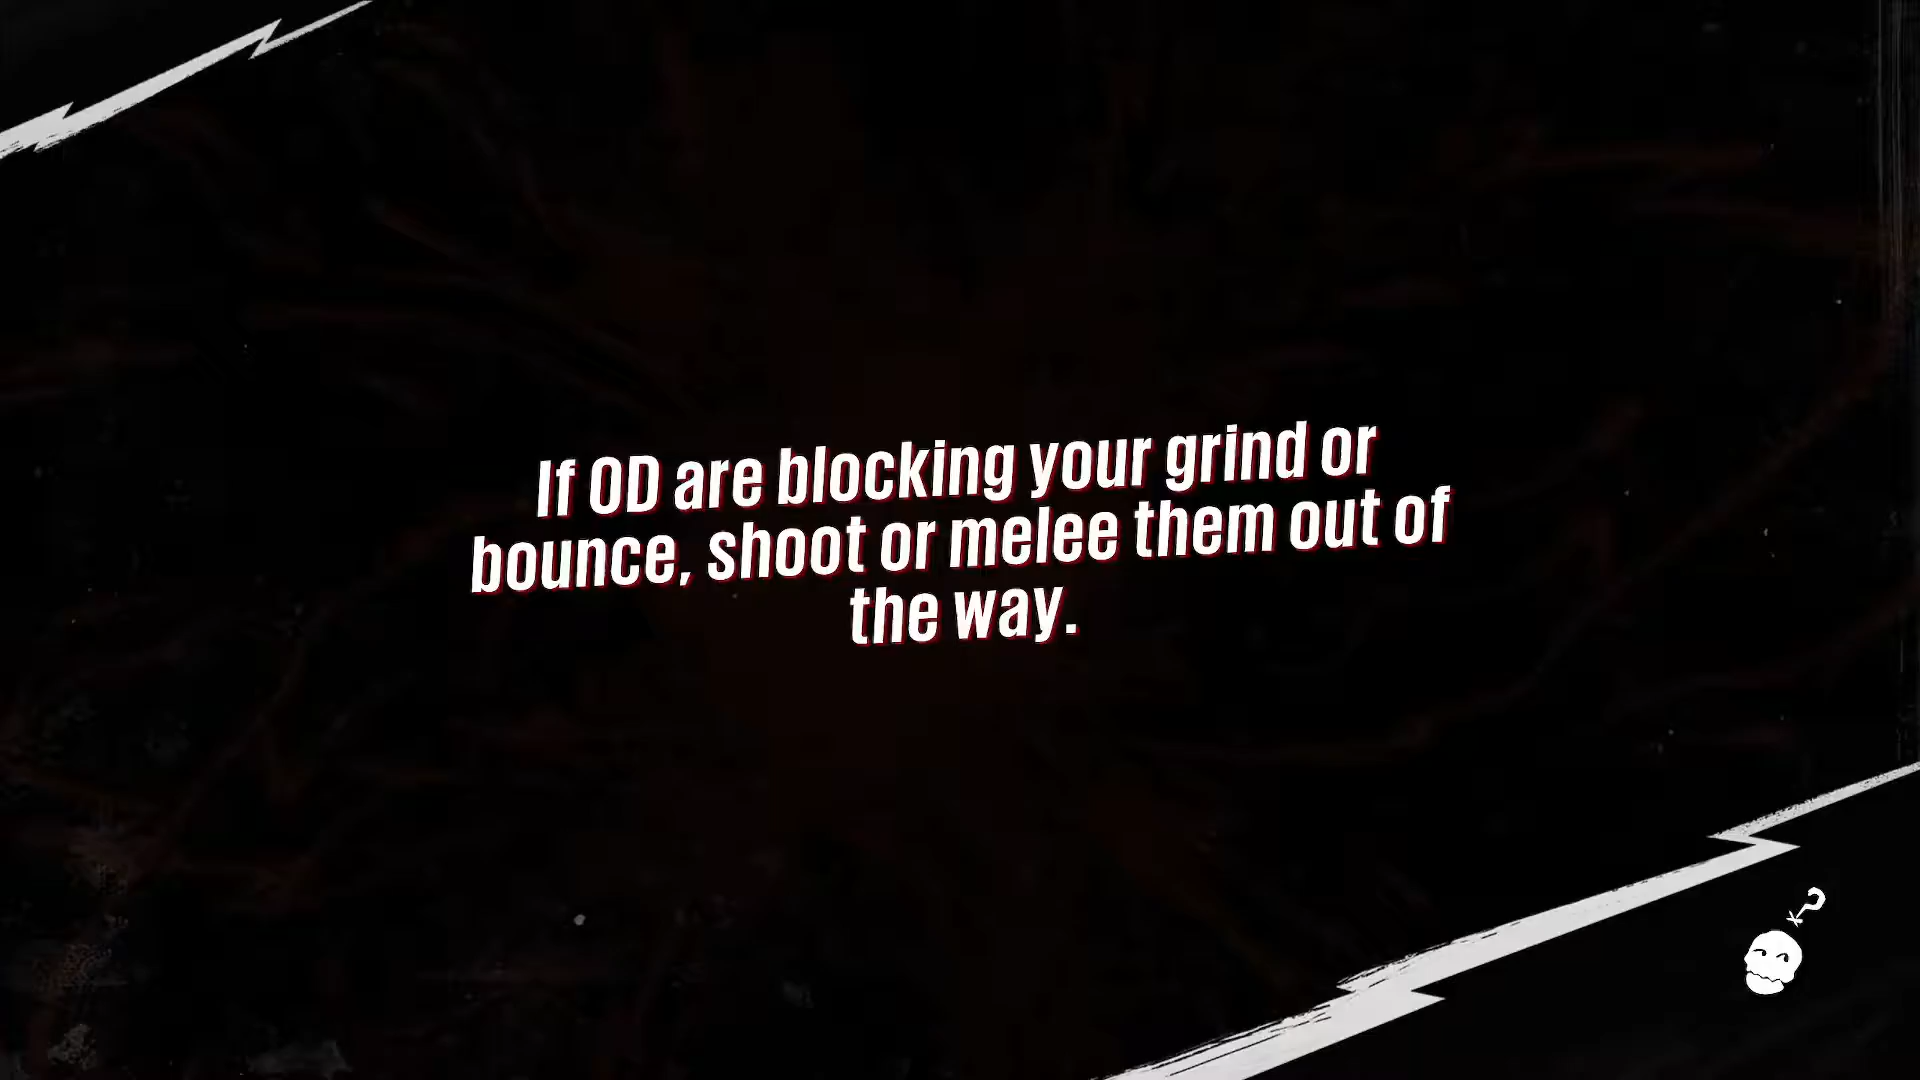 If OD are blocking your grind or
bounce, shoot or melee them out of
the way.